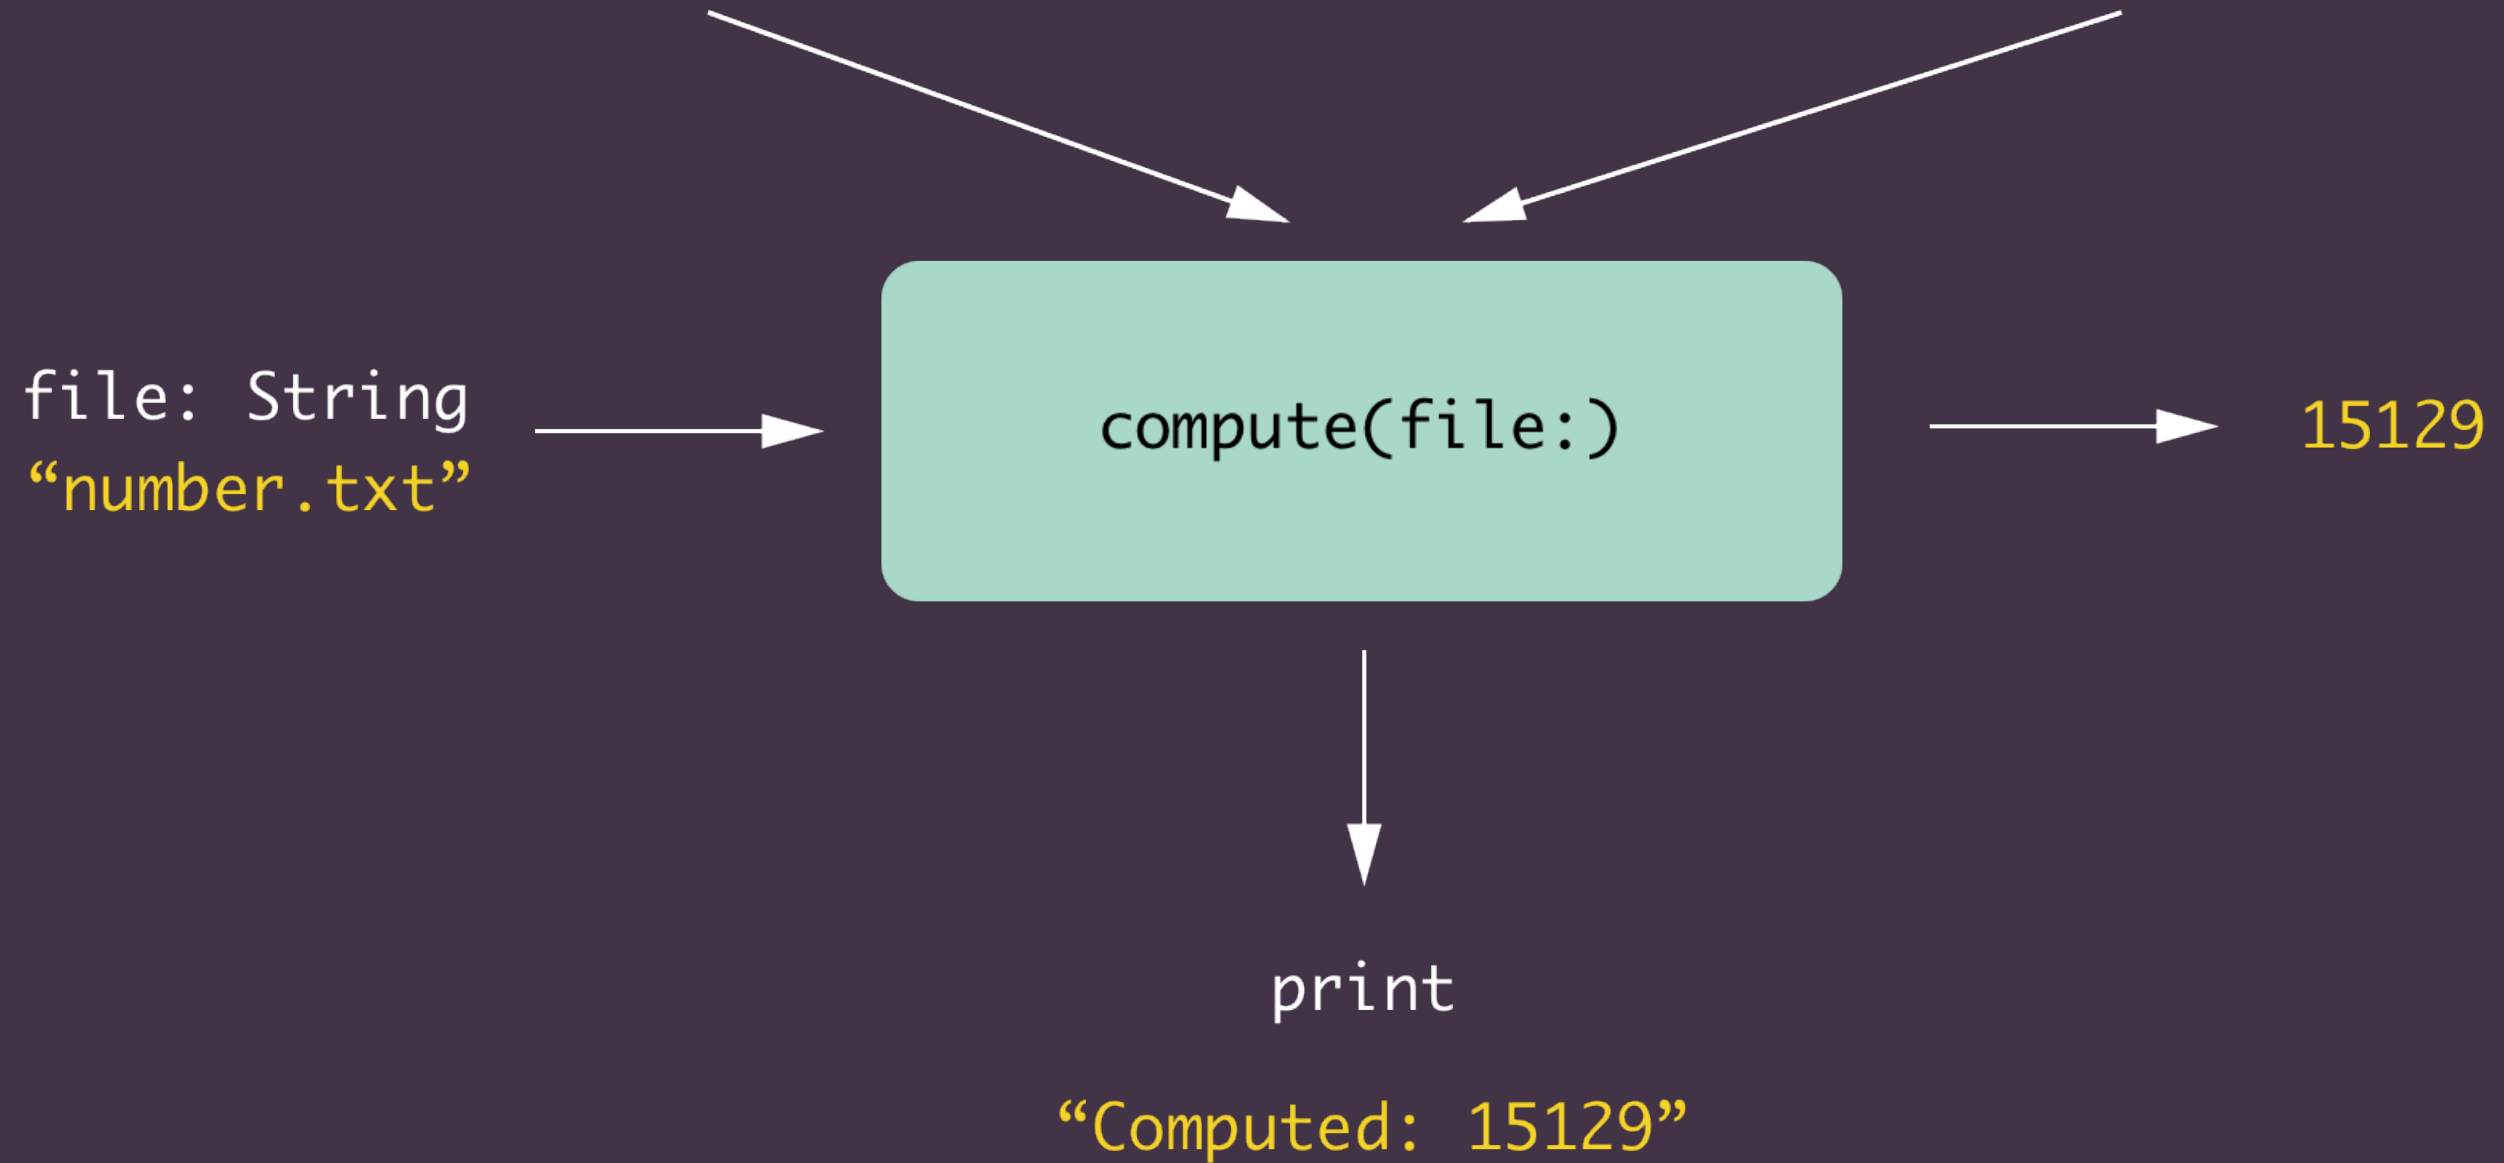 file: String
“number.txt”
compute(file:)
15129
print
“Computed: 15129”